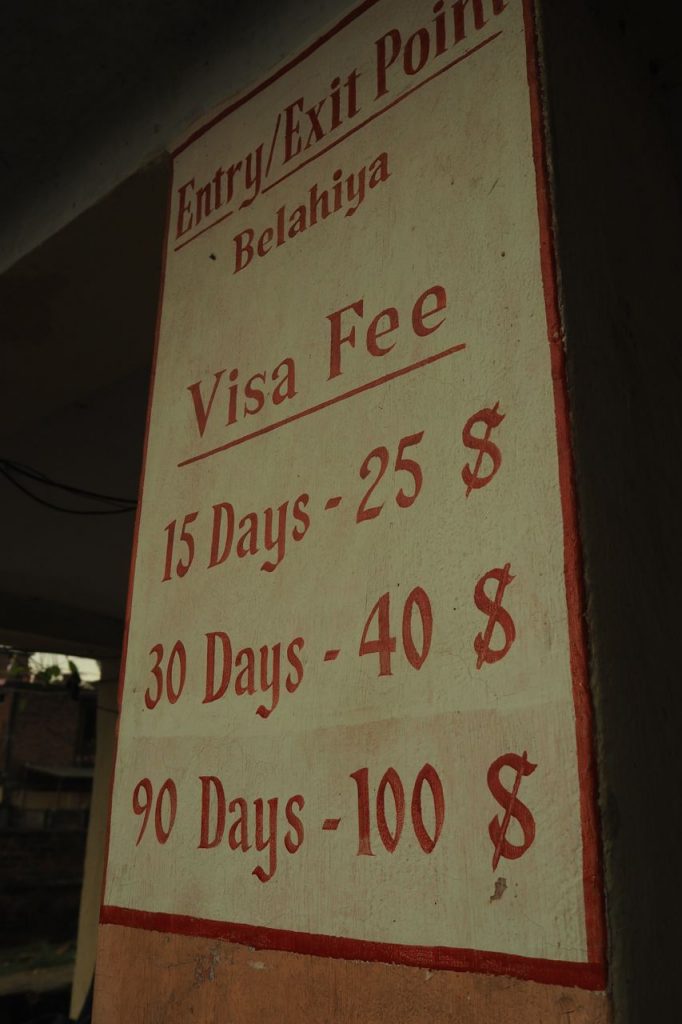 Entry/Exit Point
Belahiya
Visa Fee
15 Days - 25 $
30 Days - 40 $
90 Days - 100 $